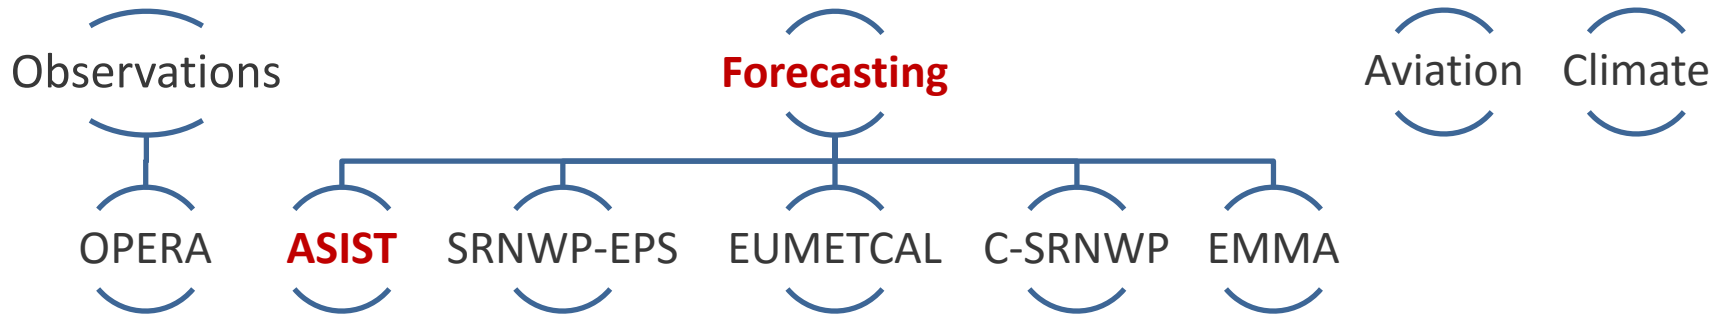 Observations
Forecasting
Aviation
Climate
OPERA
ASIST
SRNWP-EPS
EUMETCAL
C-SRNWP
EMMA